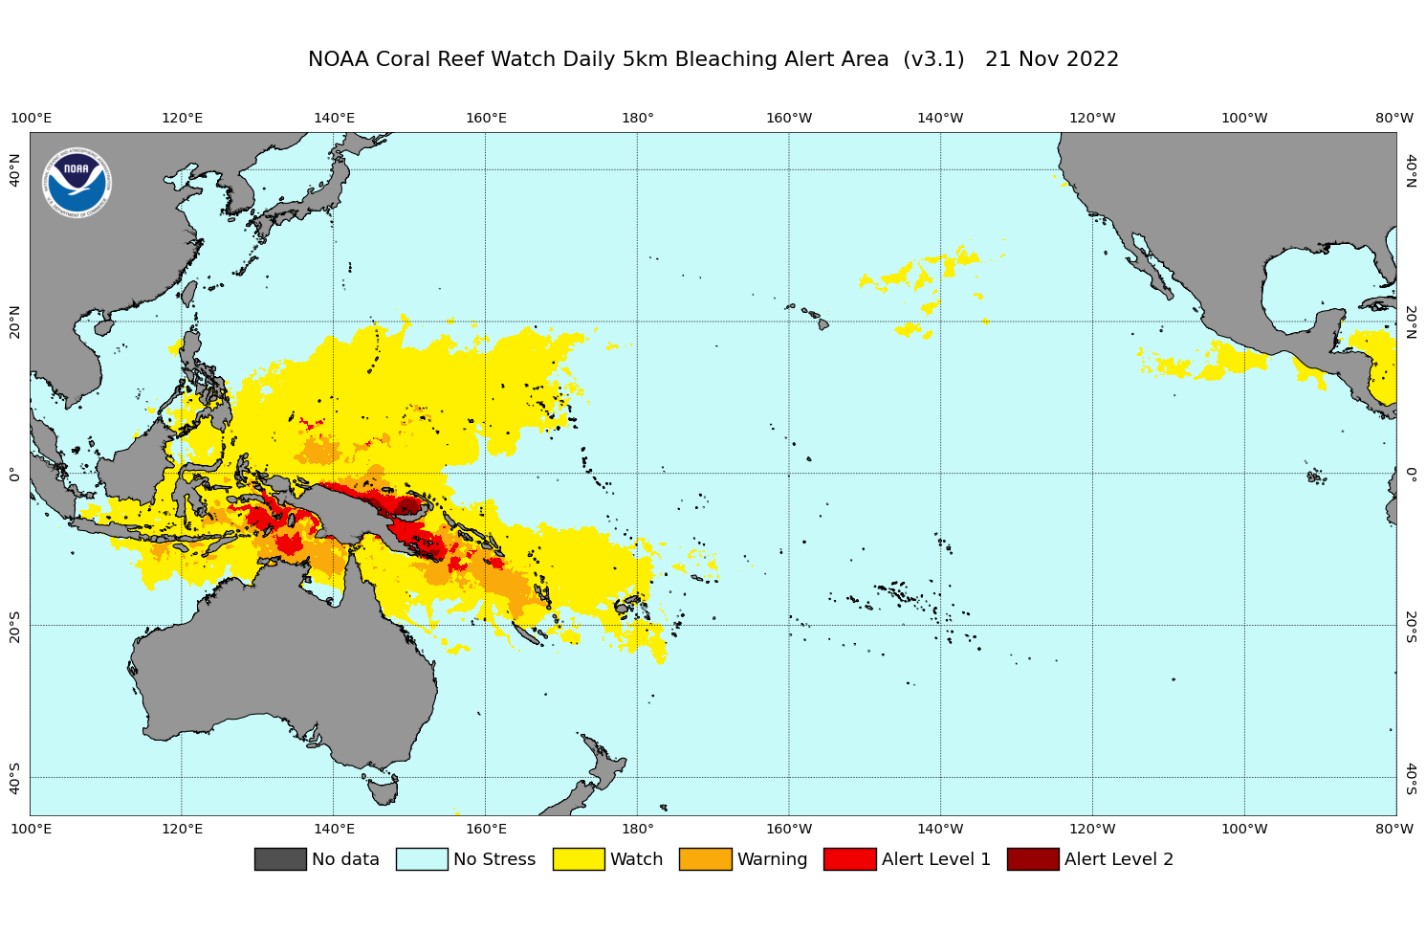 NOAA Coral Reef Watch Daily 5km Bleaching Alert Area (v3.1) 21 Nov 2022
100°E 120°E 140°E 160°E 180° 160°W 140°W 120°W 100°W 80°W
40°N 40°N
NOAA
20°N 20°N
0° 0°
20°S 20°S
40°S 40°S
100°E 120°E 140°E 160°E 180° 160°W 140°W 120°W 100°W 80°W
No data No Stress Watch Warning Alert Level 1 Alert Level 2